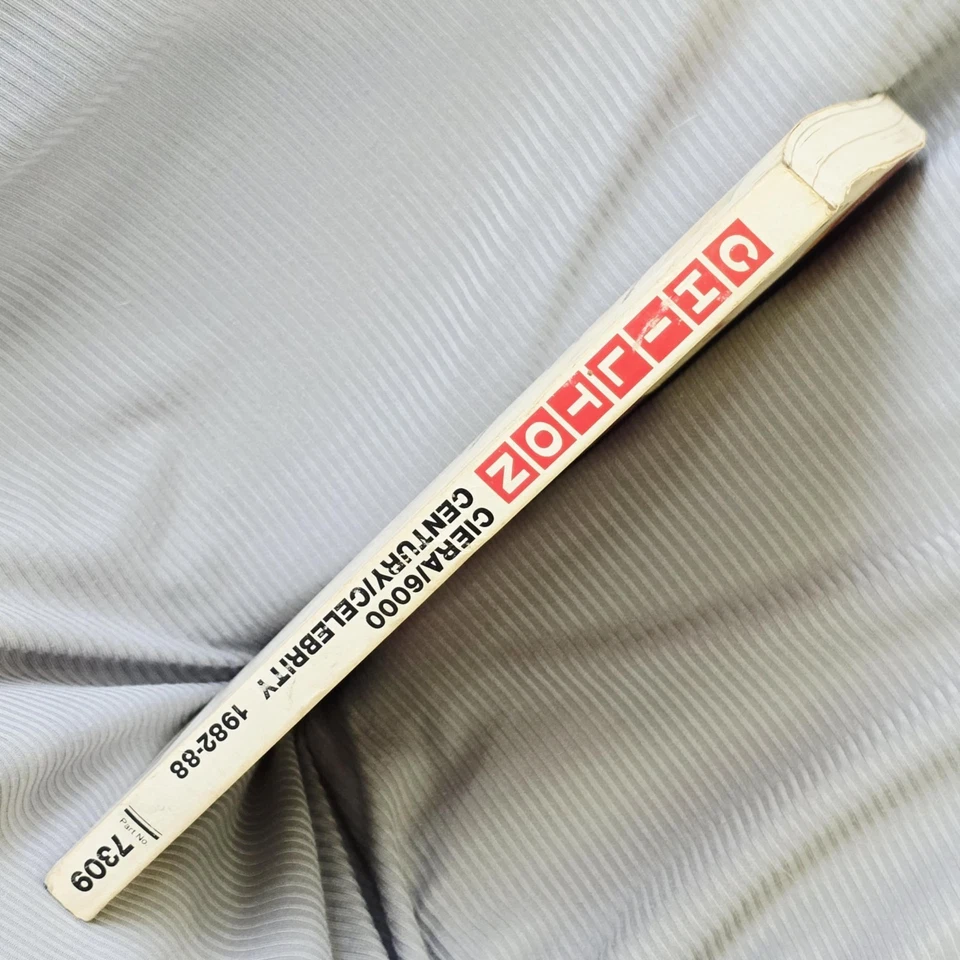 CHILTON
CIERA/6000
CENTURY/CELEBRITY 1982-88
Part No.
7309